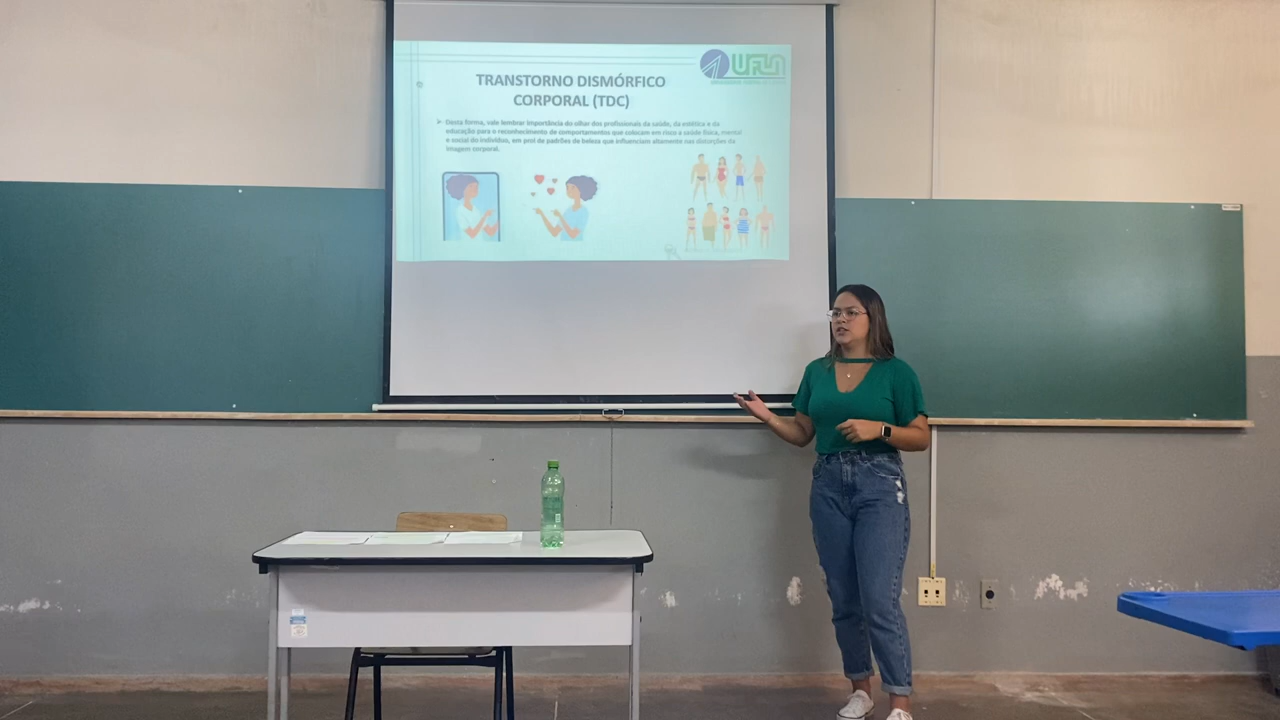 TRANSTORNO DISMÓRFICO
CORPORAL (TDC)
Desta forma, vale lembrar importância do olhar dos profissionais da saúde, da estética e da
educação para o reconhecimento de comportamentos que colocam em risco a saúde física, mental
e social do indivíduo, em prol de padrões de beleza que influenciam altamente nas distorções da
imagem corporal.